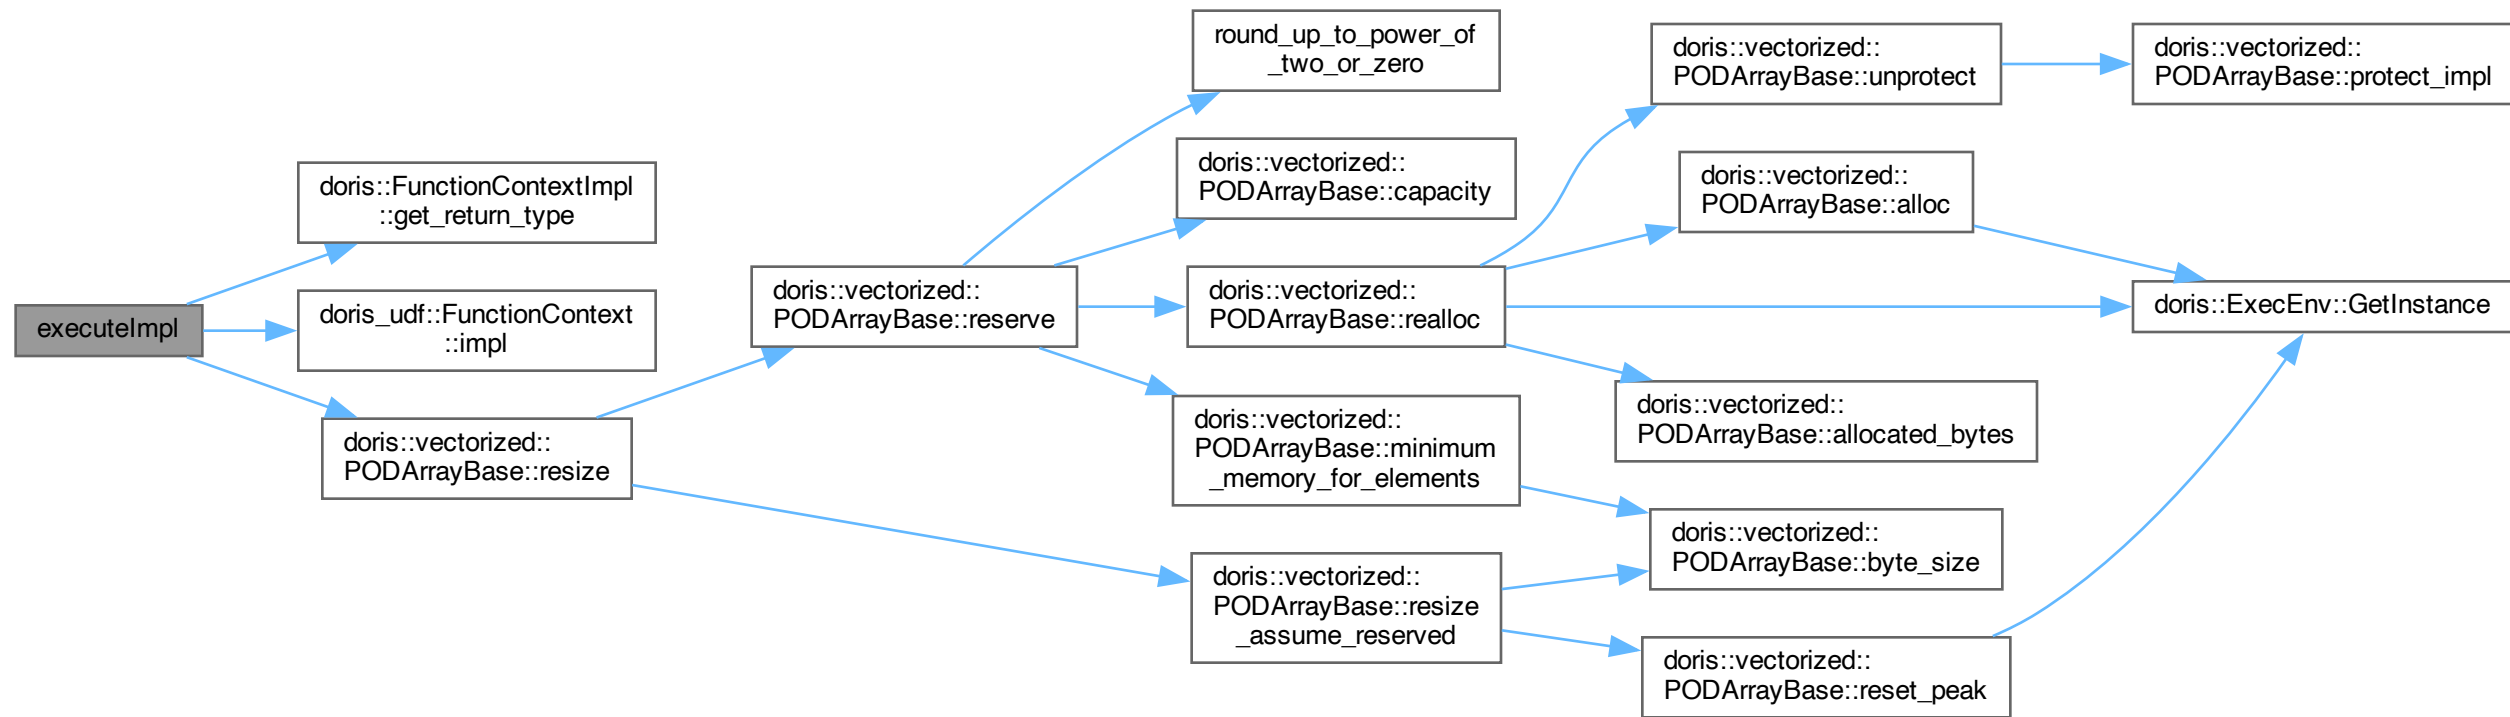 executeImpl
doris::FunctionContextImpl
::get_return_type
doris_udf::FunctionContext
::impl
doris::vectorized::
PODArrayBase::resize
doris::vectorized::
PODArrayBase::reserve
round_up_to_power_of
_two_or_zero
doris::vectorized::
PODArrayBase::capacity
doris::vectorized::
PODArrayBase::realloc
doris::vectorized::
PODArrayBase::minimum
_memory_for_elements
doris::vectorized::
PODArrayBase::resize
_assume_reserved
doris::vectorized::
PODArrayBase::unprotect
doris::vectorized::
PODArrayBase::alloc
doris::vectorized::
PODArrayBase::allocated_bytes
doris::vectorized::
PODArrayBase::byte_size
doris::vectorized::
PODArrayBase::reset_peak
doris::vectorized::
PODArrayBase::protect_impl
doris::ExecEnv::GetInstance